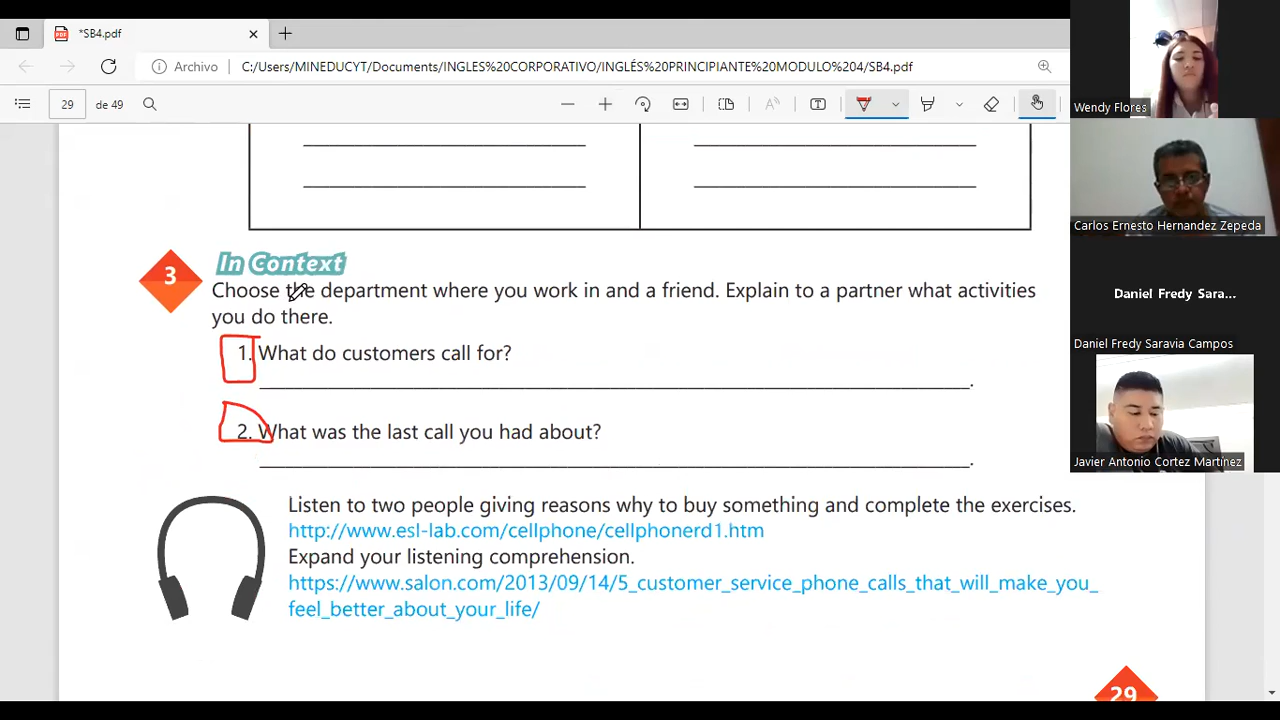 *SB4.pdf
Archivo
C:/Users/MINEDUCYT/Documents/INGLES%20CORPORATIVO/INGLÉS%20PRINCIPIANTE%20MODULO%204/SB4.pdf
29 de 49
3
In Context
Choose the department where you work in and a friend. Explain to a partner what activities
you do there.
1. What do customers call for?
2. What was the last call you had about?
Listen to two people giving reasons why to buy something and complete the exercises.
http://www.esl-lab.com/cellphone/cellphonerd1.htm
Expand your listening comprehension.
https://www.salon.com/2013/09/14/5_customer_service_phone_calls_that_will_make_you_
feel_better_about_your_life/
29
Wendy Flores
Carlos Ernesto Hernandez Zepeda
Daniel Fredy Sara...
Daniel Fredy Saravia Campos
Javier Antonio Cortez Martínez